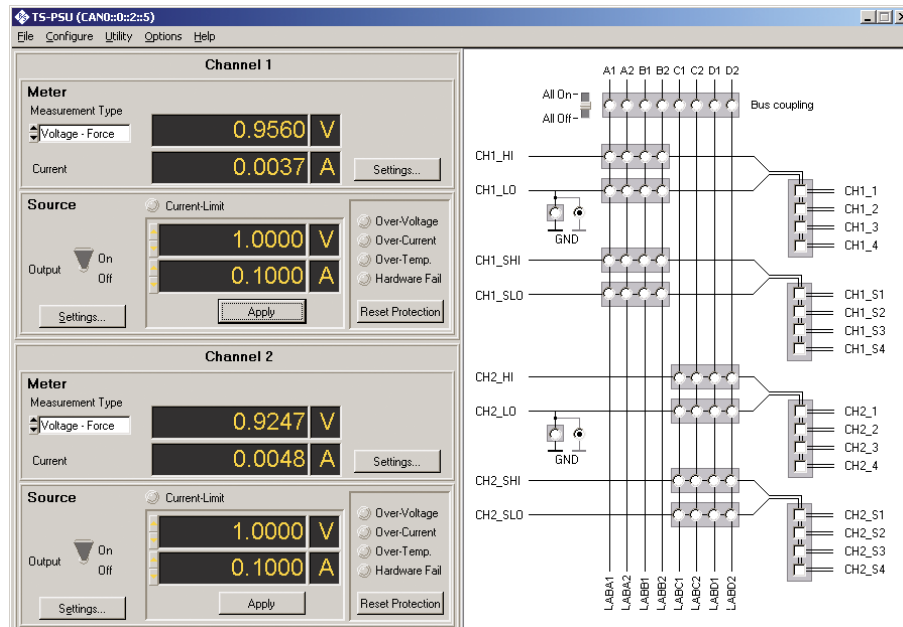 TS-PSU (CAN0::0::2::5)
File Configure Utility Options Help
Channel 1
Meter
Measurement Type
Voltage - Force
0.9560 V
Current
0.0037 A
Settings...
Source
Current-Limit
1.0000 V
0.1000 A
Output
On
Off
Settings...
Apply
Over-Voltage
Over-Current
Over-Temp.
Hardware Fail
Reset Protection
Channel 2
Meter
Measurement Type
Voltage - Force
0.9247 V
Current
0.0048 A
Settings...
Source
Current-Limit
1.0000 V
0.1000 A
Output
On
Off
Settings...
Apply
Over-Voltage
Over-Current
Over-Temp.
Hardware Fail
Reset Protection
A1 A2 B1 B2 C1 C2 D1 D2
All On
All Off
Bus coupling
CH1_HI
CH1_LO
GND
CH1_1
CH1_2
CH1_3
CH1_4
CH1_SHI
CH1_SLO
CH1_S1
CH1_S2
CH1_S3
CH1_S4
CH2_HI
CH2_LO
GND
CH2_1
CH2_2
CH2_3
CH2_4
CH2_SHI
CH2_SLO
CH2_S1
CH2_S2
CH2_S3
CH2_S4
LABA1
LABA2
LABB1
LABB2
LABC1
LABC2
LABD1
LABD2